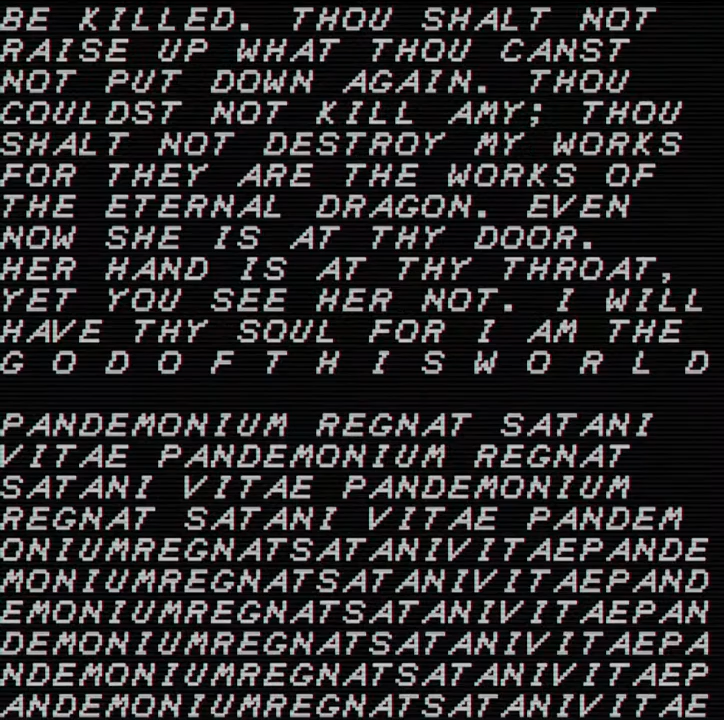 BE KILLED. THOU SHALT NOT
RAISE UP WHAT THOU CANST
NOT PUT DOWN AGAIN. THOU
COULDST NOT KILL AMY; THOU
SHALT NOT DESTROY MY WORKS
FOR THEY ARE THE WORKS OF
THE ETERNAL DRAGON. EVEN
NOW SHE IS AT THY DOOR.
HER HAND IS AT THY THROAT,
YET YOU SEE HER NOT. I WILL
HAVE THY SOUL FOR I AM THE
G O D O F T H I S W O R L D
PANDEMONIUM REGNAT SATANI
VITAE PANDEMONIUM REGNAT
SATANI VITAE PANDEMONIUM
REGNAT SATANI VITAE PANDEM
ONIUMREGNATSATANIVITAEPANDE
MONIUMREGNATSATANIVITAEPAND
EMONIUMREGNATSATANIVITAEPAN
DEMONIUMREGNATSATANIVITAEPA
NDEMONIUMREGNATSATANIVITAEP
ANDEMONIUMREGNATSATANIVITAE